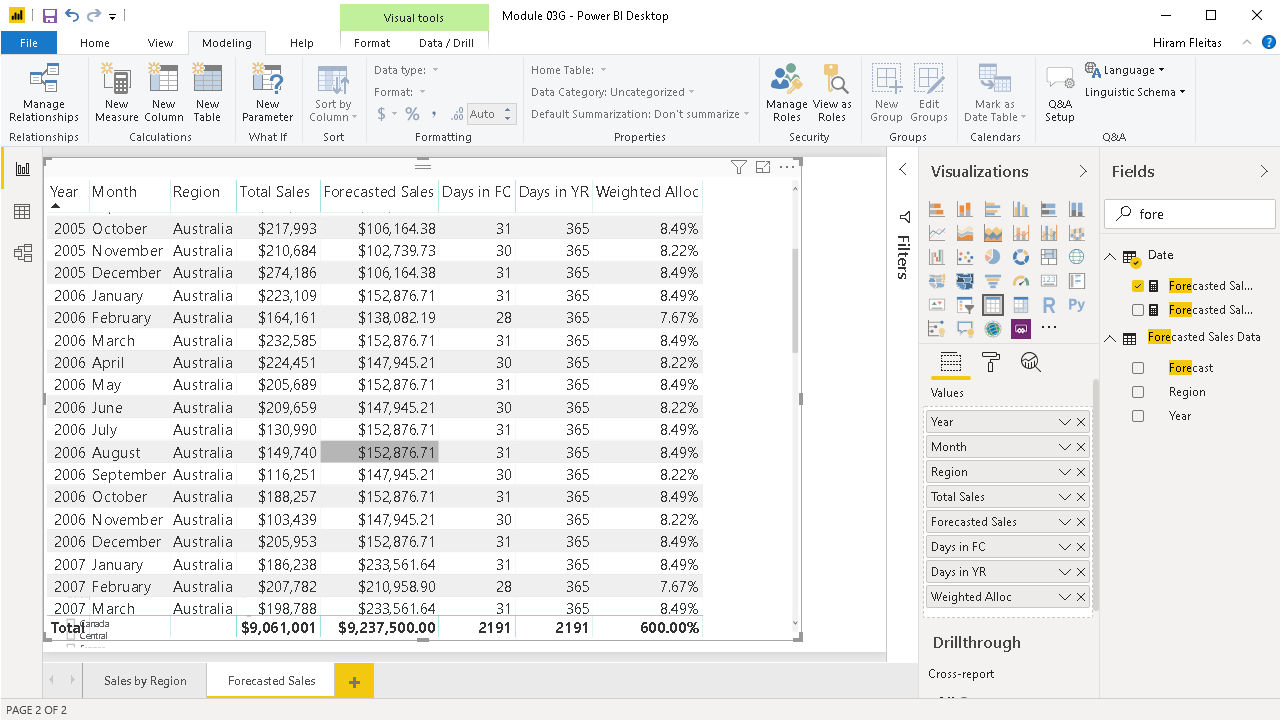 Visual tools
Module 03G - Power BI Desktop
File Home View Modeling Help Format Data / Drill
Hiram Fleitas
Manage Relationships
Relationships
New Measure
New Column
New Table
Calculations
New Parameter
What If
Sort by Column
Sort
Data type:
Format:
$ % , .00 Auto
Formatting
Home Table:
Data Category: Uncategorized
Default Summarization: Don't summarize
Properties
Manage Roles
View as Roles
Security
New Group
Edit Groups
Groups
Mark as Date Table
Calendars
Q&A Setup
Language
Linguistic Schema
Q&A
Year Month Region Total Sales Forecasted Sales Days in FC Days in YR Weighted Alloc
2005 October Australia $217,993 $106,164.38 31 365 8.49%
2005 November Australia $102,739.73 30 365 8.22%
2005 December Australia $274,186 $106,164.38 31 365 8.49%
2006 January Australia $152,876.71 31 365 8.49%
2006 February Australia $138,082.19 28 365 7.67%
2006 March Australia $232,583 $152,876.71 31 365 8.49%
2006 April Australia $224,451 $147,945.21 30 365 8.22%
2006 May Australia $205,689 $152,876.71 31 365 8.49%
2006 June Australia $209,659 $147,945.21 30 365 8.22%
2006 July Australia $130,990 $152,876.71 31 365 8.49%
2006 August Australia $149,740 $152,876.71 31 365 8.49%
2006 September Australia $116,251 $147,945.21 30 365 8.22%
2006 October Australia $188,257 $152,876.71 31 365 8.49%
2006 November Australia $103,439 $147,945.21 30 365 8.22%
2006 December Australia $205,953 $152,876.71 31 365 8.49%
2007 January Australia $186,238 $233,561.64 31 365 8.49%
2007 February Australia $207,782 $210,958.90 28 365 7.67%
2007 March Australia $198,788 $233,561.64 31 365 8.49%
Total $9,061,001 $9,237,500.00 2191 2191 600.00%
Canada
Central
Filters
Visualizations
R Py
Values
Year
Month
Region
Total Sales
Forecasted Sales
Days in FC
Days in YR
Weighted Alloc
Drillthrough
Cross-report
Fields
fore
Date
Forecasted Sal...
Forecasted Sal...
Forecasted Sales Data
Forecast
Region
Year
Sales by Region
Forecasted Sales
PAGE 2 OF 2